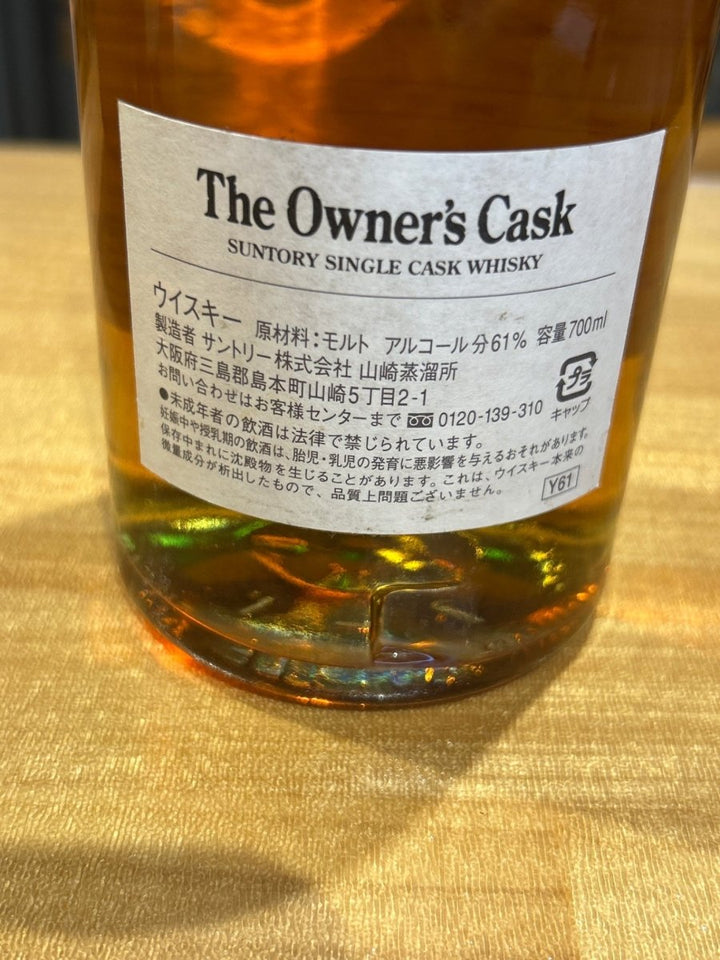 The Owner's Cask
SUNTORY SINGLE CASK WHISKY
ウイスキー 原材料:モルト アルコール分61% 容量700ml
製造者 サントリー株式会社 山崎蒸溜所
大阪府三島郡島本町山崎5丁目2-1
お問い合わせはお客様センターまで 0120-139-310
プラ
キャップ
●未成年者の飲酒は法律で禁じられています。
妊娠中や授乳期の飲酒は、胎児・乳児の発育に悪影響を与えるおそれがあります。
保存中まれに沈殿物を生じることがあります。これは、ウイスキー本来の
微量成分が析出したもので、品質上問題ございません。
Y61